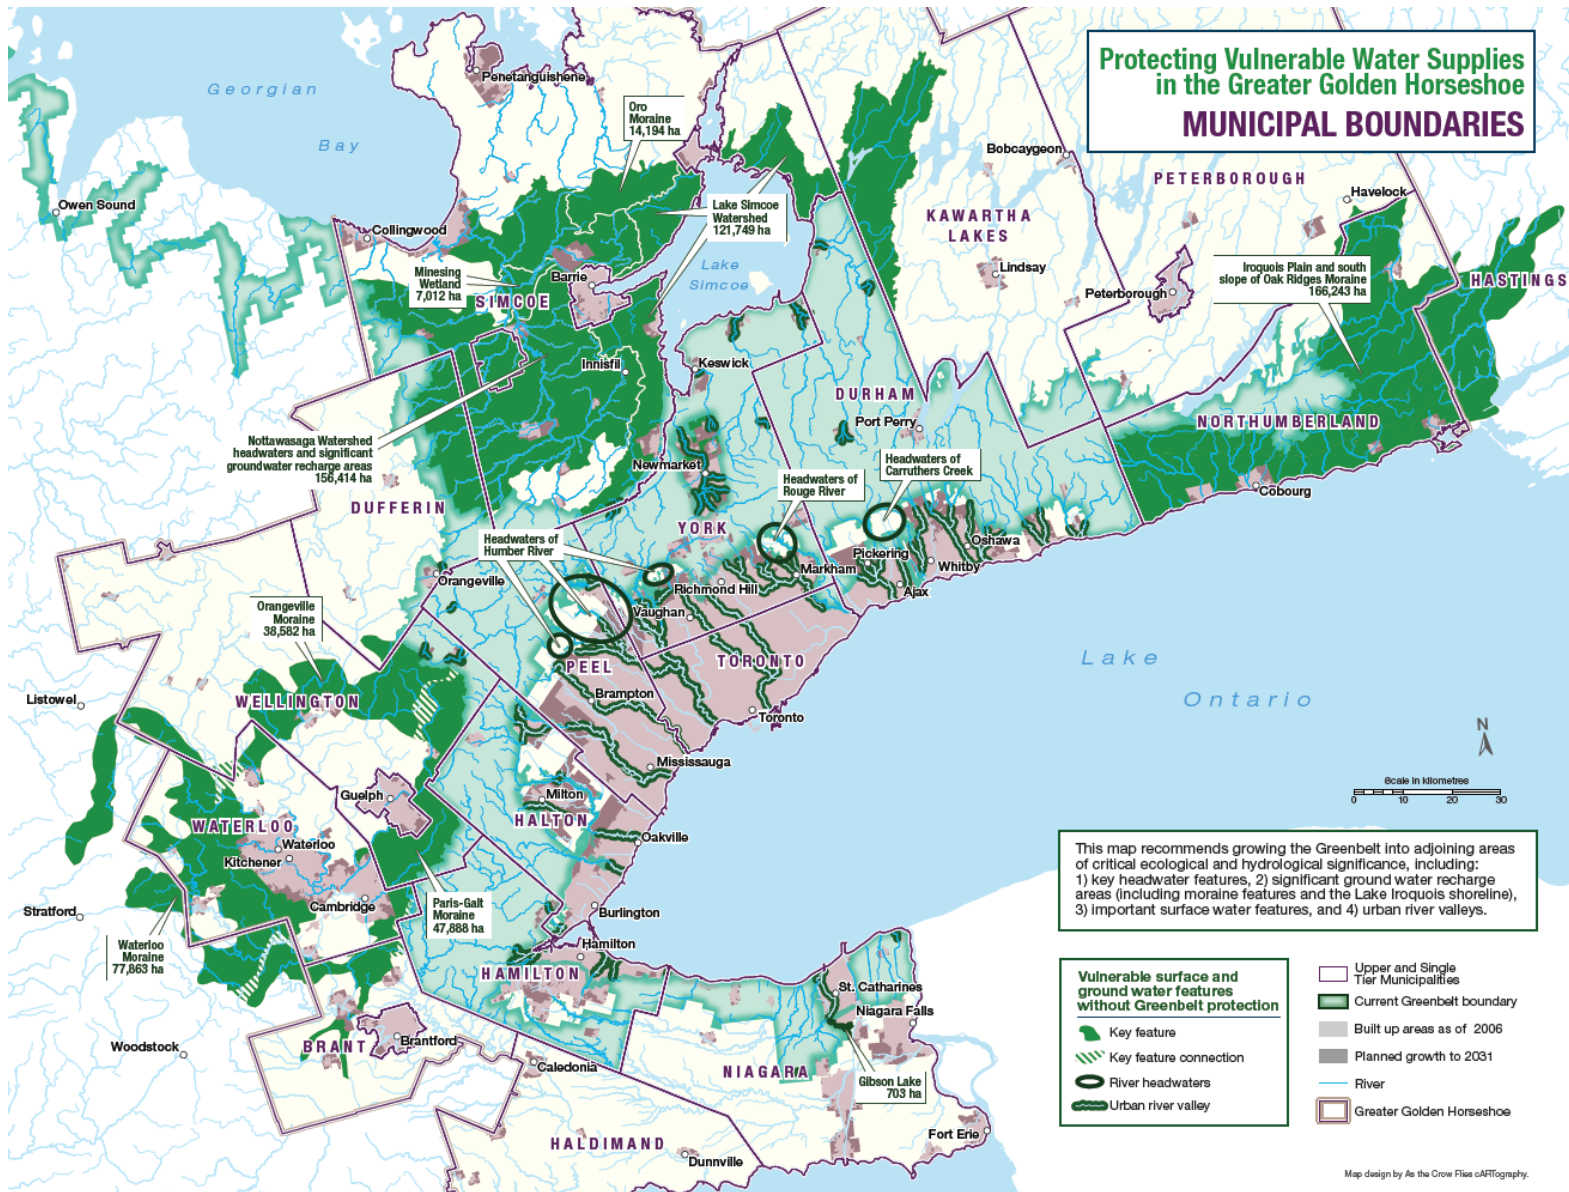 Protecting Vulnerable Water Supplies
in the Greater Golden Horseshoe
MUNICIPAL BOUNDARIES
Georgian
Bay
Penetanguishene
Oro
Moraine
14,194 ha
Bobcaygeon
PETERBOROUGH
Havelock
Owen Sound
Collingwood
Lake Simcoe
Watershed
121,749 ha
KAWARTHA
LAKES
Lindsay
Minesing
Wetland
7,012 ha
SIMCOE
Barrie
Lake
Simcoe
Peterborough
Iroquois Plain and south
slope of Oak Ridges Moraine
166,243 ha
HASTINGS
Innisfil
Keswick
DURHAM
Port Perry
NORTHUMBERLAND
Cobourg
Nottawasaga Watershed
headwaters and significant
groundwater recharge areas
156,414 ha
Newmarket
Headwaters of
Rouge River
Headwaters of
Carruthers Creek
DUFFERIN
Headwaters of
Humber River
YORK
Orangeville
Richmond Hill
Markham
Pickering
Oshawa
Whitby
Ajax
Vaughan
Orangeville
Moraine
38,582 ha
PEEL
TORONTO
Brampton
Toronto
Lake
Ontario
Listowel
WELLINGTON
Mississauga
N
Scale in kilometres
0 10 20 30
Guelph
Milton
HALTON
Oakville
WATERLOO
Waterloo
Kitchener
Cambridge
Stratford
Paris-Galt
Moraine
47,888 ha
Burlington
Waterloo
Moraine
77,863 ha
Hamilton
HAMILTON
St. Catharines
Niagara Falls
Woodstock
BRANT
Brantford
Caledonia
NIAGARA
Gibson Lake
703 ha
Fort Erie
HALDIMAND
Dunnville
This map recommends growing the Greenbelt into adjoining areas
of critical ecological and hydrological significance, including:
1) key headwater features, 2) significant ground water recharge
areas (including moraine features and the Lake Iroquois shoreline),
3) important surface water features, and 4) urban river valleys.
Vulnerable surface and
ground water features
without Greenbelt protection
Key feature
Key feature connection
River headwaters
Urban river valley
Upper and Single
Tier Municipalities
Current Greenbelt boundary
Built up areas as of 2006
Planned growth to 2031
River
Greater Golden Horseshoe
Map design by As the Crow Flies cARTography.